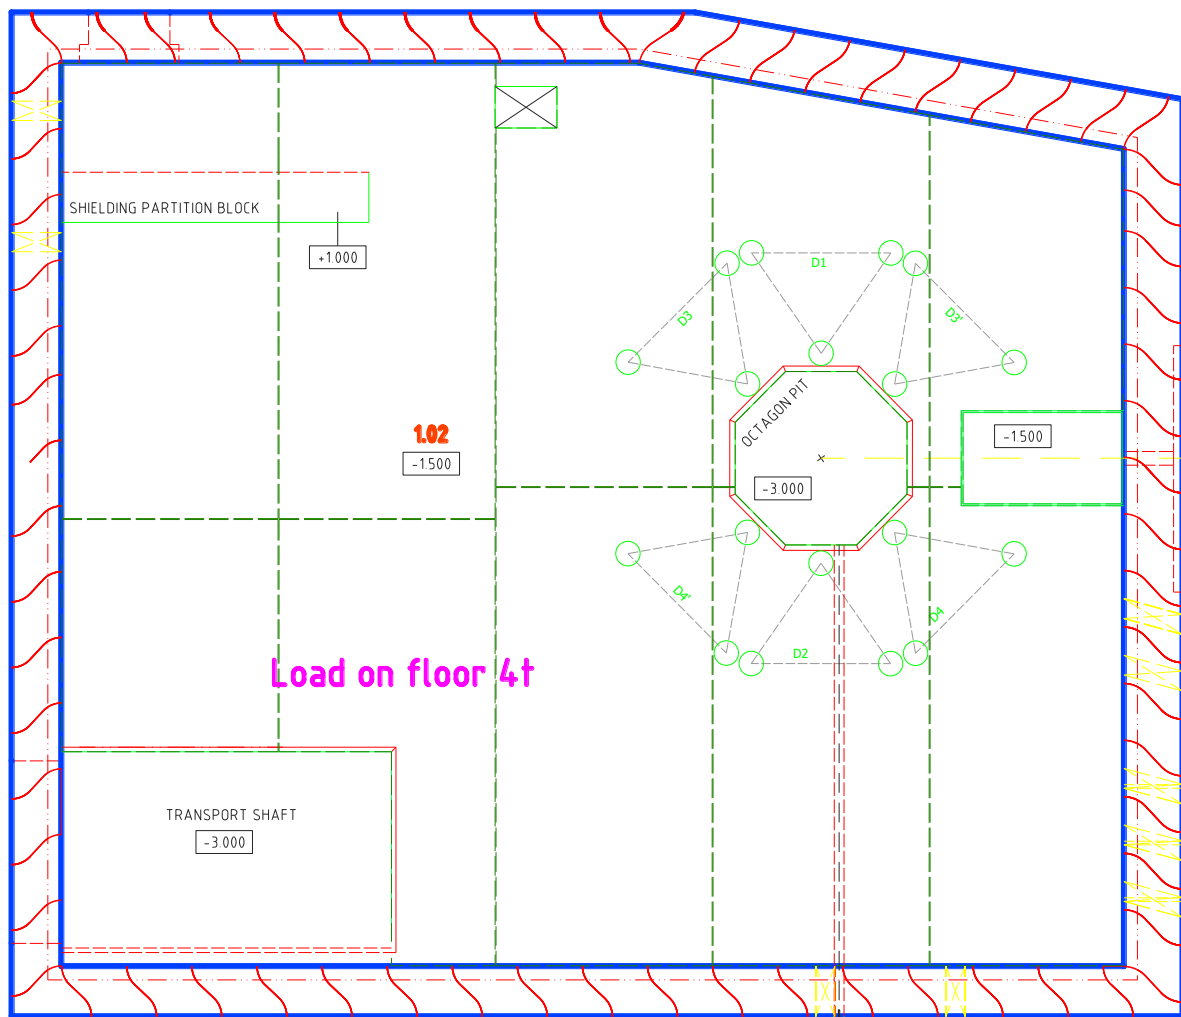 SHIELDING PARTITION BLOCK
+1.000
D1
D3
D3'
OCTAGON PIT
1.02
-1.500
-1.500
-3.000
D4'
D4
D2
Load on floor 4t
TRANSPORT SHAFT
-3.000